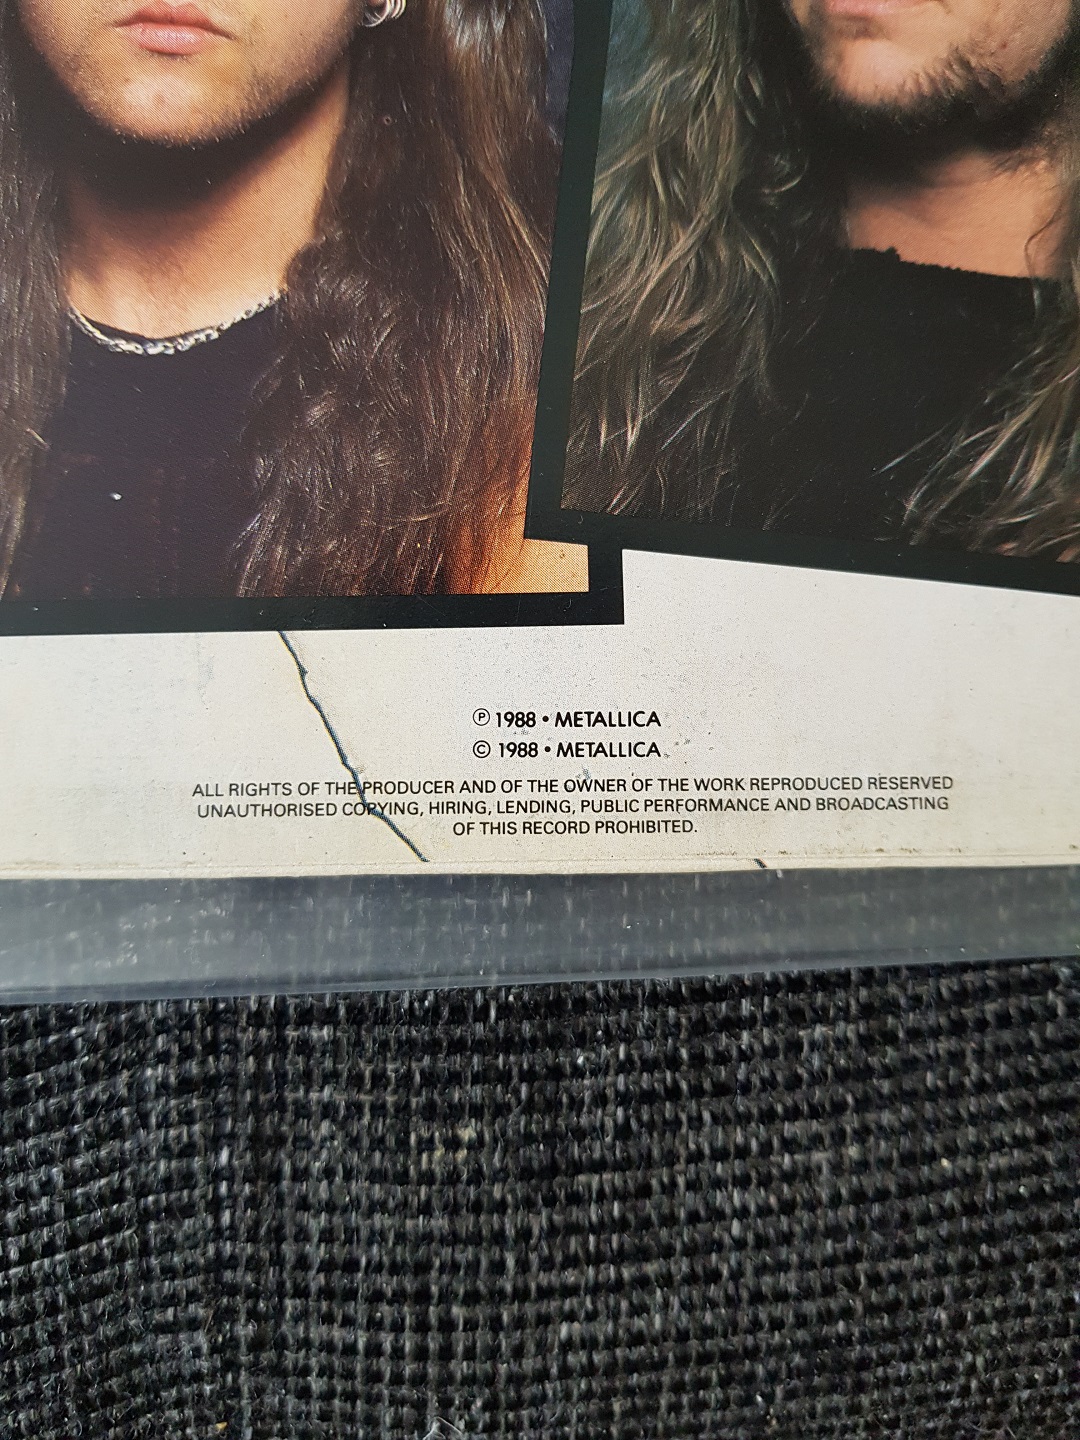 ℗ 1988 • METALLICA
© 1988 • METALLICA
ALL RIGHTS OF THE PRODUCER AND OF THE OWNER OF THE WORK REPRODUCED RESERVED
UNAUTHORISED COPYING, HIRING, LENDING, PUBLIC PERFORMANCE AND BROADCASTING
OF THIS RECORD PROHIBITED.